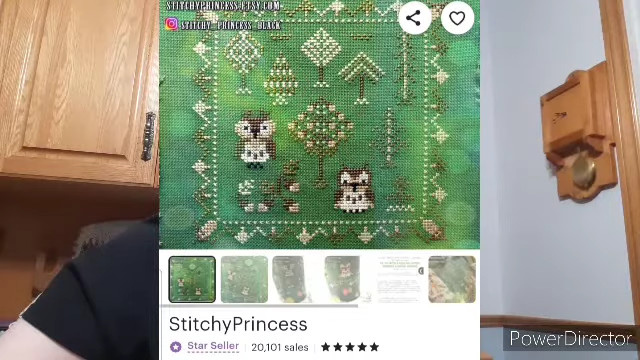 STITCHYPRINCESS.ETSY.COM
STITCHY_PRINCESS_BLACK
StitchyPrincess
Star Seller 20,101 sales
PowerDirector